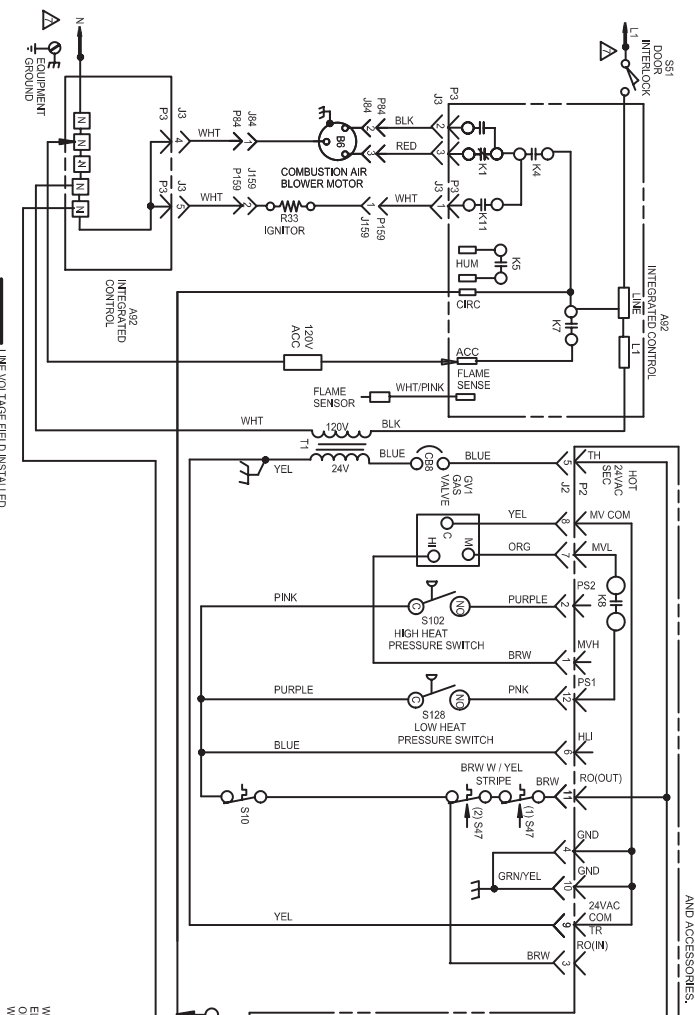 N
7
EQUIPMENT
GROUND
L1
7
S51
DOOR
INTERLOCK
N
N
N
N
N
P3
J3
4
WHT
P84
J84
1
B6
J84
P84
2
BLK
J3
P3
2
3
RED
3
K1
K4
COMBUSTION AIR
BLOWER MOTOR
P3
J3
5
WHT
P159
J159
2
R33
IGNITOR
1
J159
P159
WHT
J3
P3
1
K11
HUM
K5
CIRC
LINE
A92
INTEGRATED CONTROL
K7
L1
A92
INTEGRATED
CONTROL
120V
ACC
ACC
FLAME
SENSE
FLAME
SENSOR
WHT/PINK
LINE VOLTAGE FIELD INSTALLED
WHT
120V
BLK
T1
24V
YEL
BLUE
CB8
BLUE
5
TH
HOT
24VAC
SEC
J2
P2
GV1
GAS
VALVE
YEL
8
MV COM
C
M
HI
ORG
7
MVL
K8
PINK
C
NO
PURPLE
2
PS2
S102
HIGH HEAT
PRESSURE SWITCH
BRW
1
MVH
PURPLE
C
NO
PNK
12
PS1
S128
LOW HEAT
PRESSURE SWITCH
BLUE
6
HLI
BRW W / YEL
STRIPE
BRW
11
RO(OUT)
S10
(2) S47
(1) S47
4
GND
GRN/YEL
10
GND
YEL
9
24VAC
COM
TR
BRW
3
RO(IN)
AND ACCESSORIES.